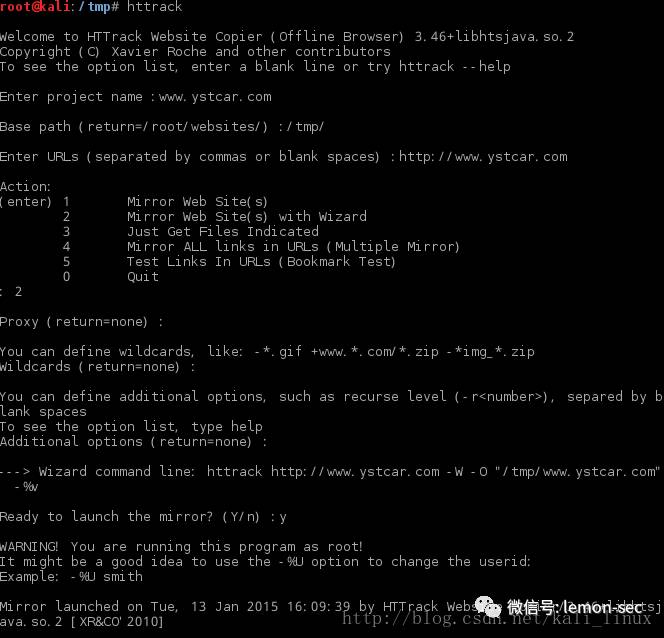 root@kali:/tmp# httrack
Welcome to HTTrack Website Copier (Offline Browser) 3.46+libhtsjava.so.2
Copyright (C) Xavier Roche and other contributors
To see the option list, enter a blank line or try httrack --help
Enter project name :www.ystcar.com
Base path (return=/root/websites/) :/tmp/
Enter URLs (separated by commas or blank spaces) :http://www.ystcar.com
Action:
(enter) 1 Mirror Web Site(s)
2 Mirror Web Site(s) with Wizard
3 Just Get Files Indicated
4 Mirror ALL links in URLs (Multiple Mirror)
5 Test Links In URLs (Bookmark Test)
0 Quit
: 2
Proxy (return=none) :
You can define wildcards, like: -*.gif +www.*.com/*.zip -*img_*.zip
Wildcards (return=none) :
You can define additional options, such as recurse level (-r<number>), separed by b
lank spaces
To see the option list, type help
Additional options (return=none) :
---> Wizard command line: httrack http://www.ystcar.com -W -O "/tmp/www.ystcar.com"
-%v
Ready to launch the mirror? (Y/n) :y
WARNING! You are running this program as root!
It might be a good idea to use the -%U option to change the userid:
Example: -%U smith
Mirror launched on Tue, 13 Jan 2015 16:09:39 by HTTrack Website
微信号: lemon-sec
ava.so.2 [XR&CO'2010]
http://blog.csdn.net/kali_linux